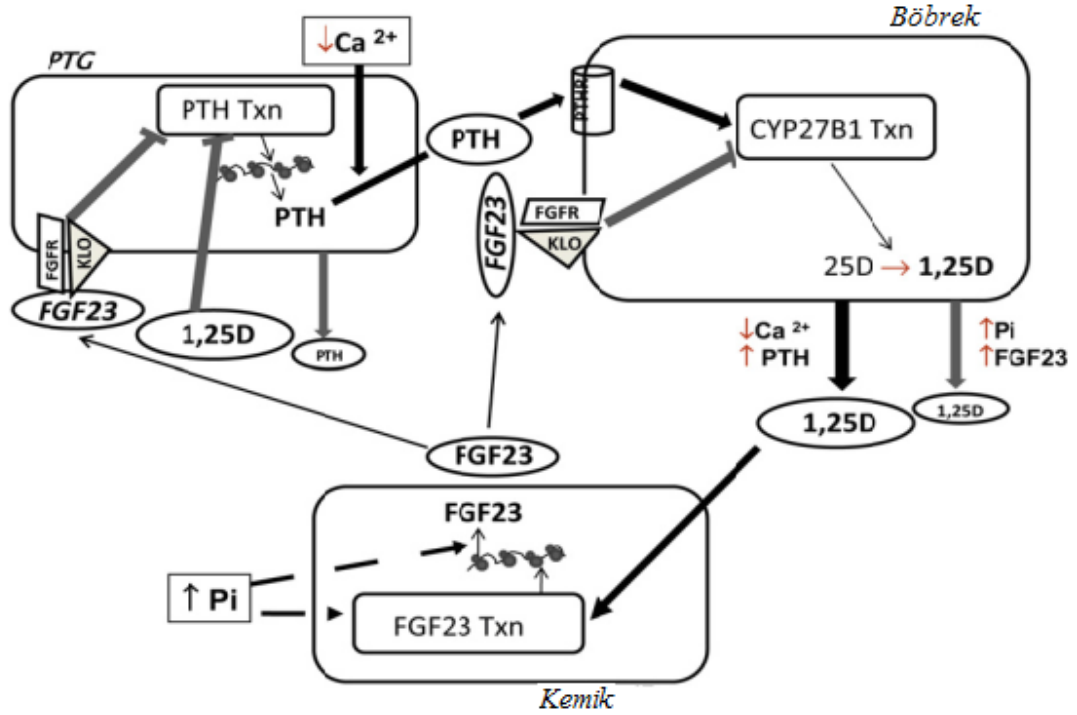 Böbrek
↓Ca 2+
PTG
PTH Txn
PTH
PTHR
CYP27B1 Txn
PTH
FGF23
FGFR
KLO
25D → 1,25D
FGFR
KLO
FGF23
1,25D
PTH
↓Ca 2+
↑ PTH
↑Pi
↑FGF23
1,25D
1,25D
FGF23
FGF23
↑ Pi
FGF23 Txn
Kemik